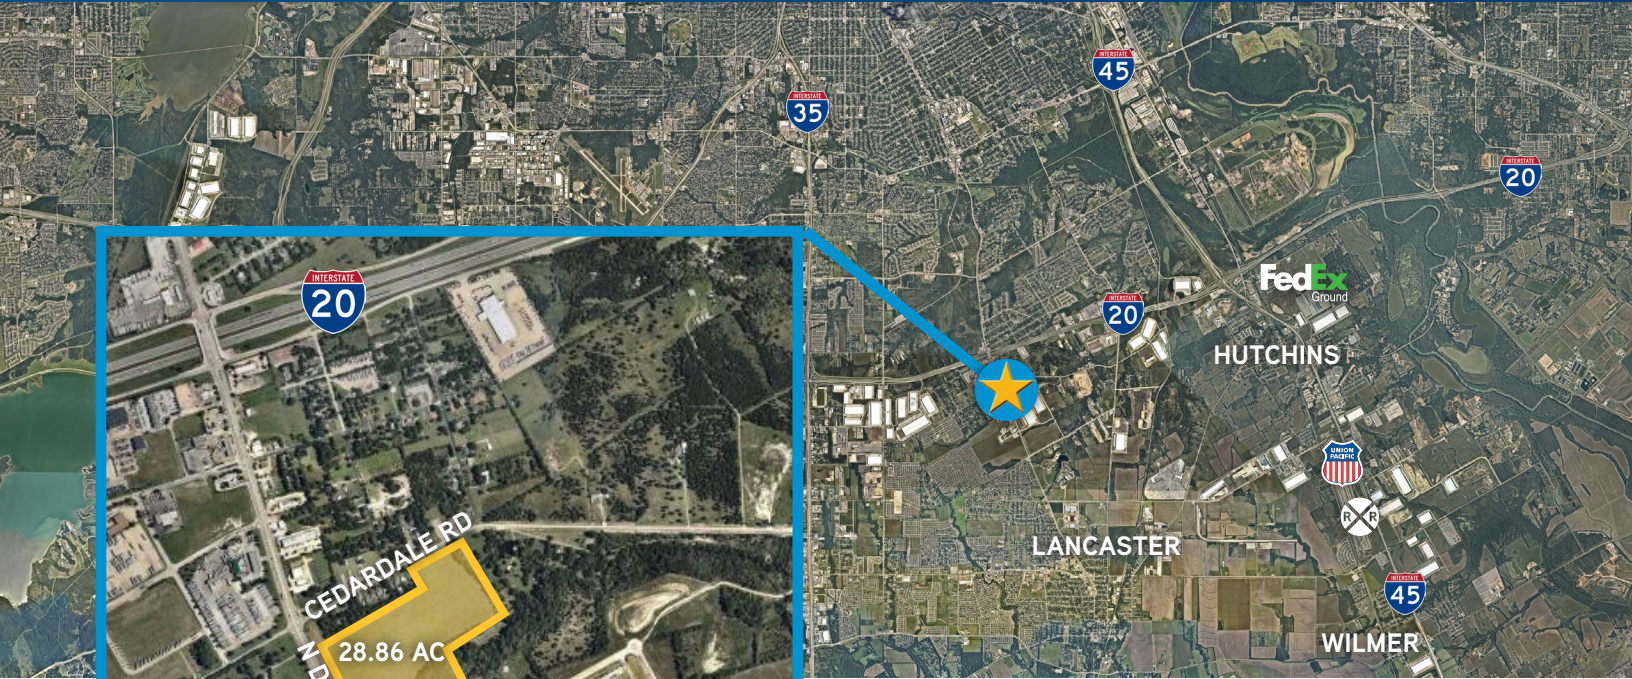 INTERSTATE
45
INTERSTATE
35
INTERSTATE
20
INTERSTATE
20
FedEx
Ground
INTERSTATE
20
HUTCHINS
UNION
PACIFIC
R R
LANCASTER
CEDARDALE RD
INTERSTATE
45
WILMER
28.86 AC
N D